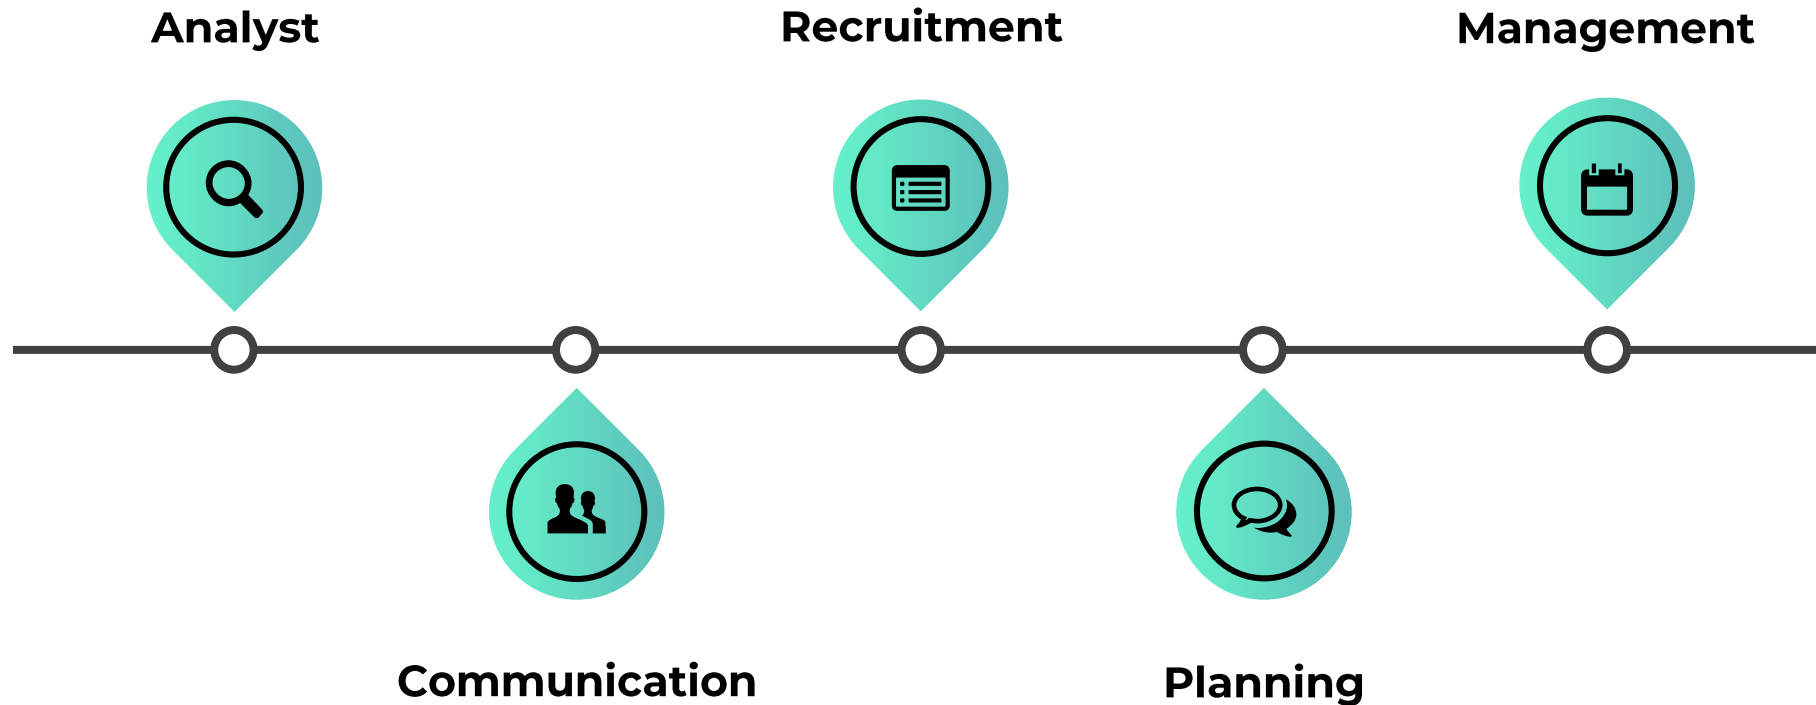 Analyst
Recruitment
Management
Communication
Planning